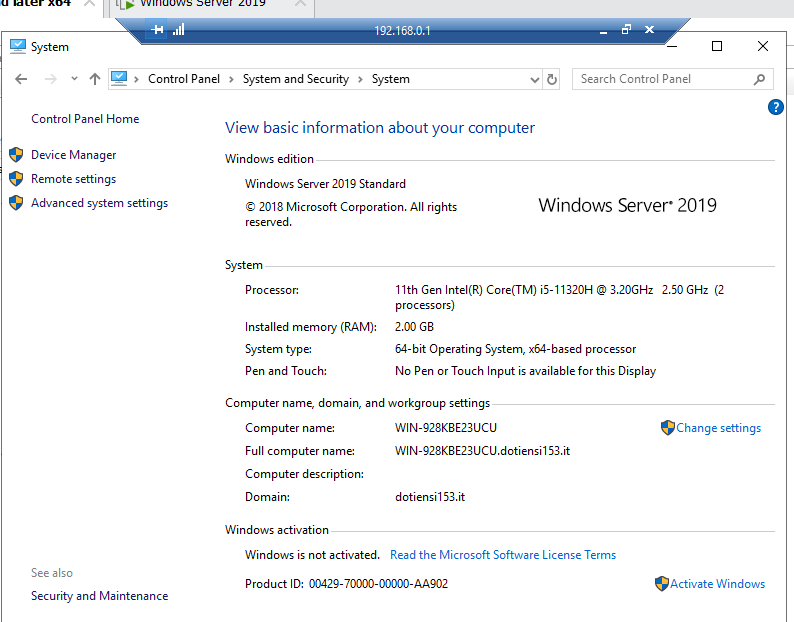 d later x64
Windows Server 2019
192.168.0.1
System
Control Panel > System and Security > System
Search Control Panel
?
Control Panel Home
Device Manager
Remote settings
Advanced system settings
View basic information about your computer
Windows edition
Windows Server 2019 Standard
© 2018 Microsoft Corporation. All rights
reserved.
Windows Server® 2019
System
Processor: 11th Gen Intel(R) Core(TM) i5-11320H @ 3.20GHz 2.50 GHz (2
processors)
Installed memory (RAM): 2.00 GB
System type: 64-bit Operating System, x64-based processor
Pen and Touch: No Pen or Touch Input is available for this Display
Computer name, domain, and workgroup settings
Computer name: WIN-928KBE23UCU
Change settings
Full computer name: WIN-928KBE23UCU.dotiensi153.it
Computer description:
Domain: dotiensi153.it
Windows activation
Windows is not activated. Read the Microsoft Software License Terms
Product ID: 00429-70000-00000-AA902
Activate Windows
See also
Security and Maintenance